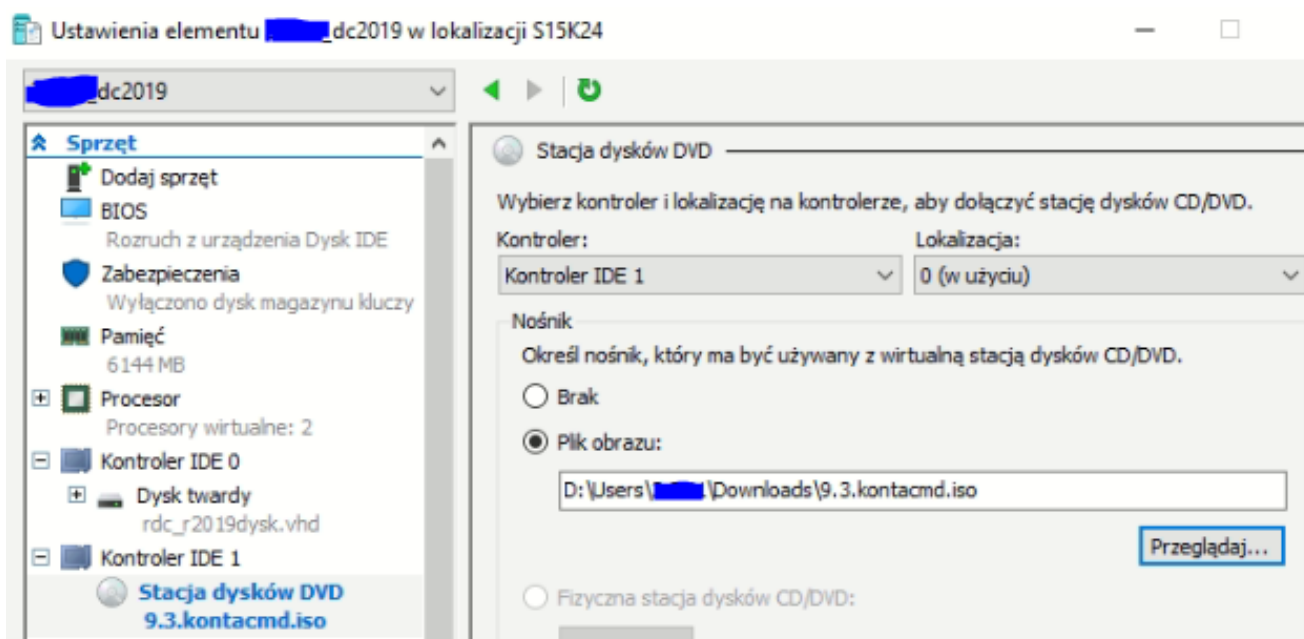 Ustawienia elementu _dc2019 w lokalizacji S15K24
_dc2019
Sprzęt
Dodaj sprzęt
BIOS
Rozruch z urządzenia Dysk IDE
Zabezpieczenia
Wyłączono dysk magazynu kluczy
Pamięć
6144 MB
Procesor
Procesory wirtualne: 2
Kontroler IDE 0
Dysk twardy
rdc_r2019dysk.vhd
Kontroler IDE 1
Stacja dysków DVD
9.3.kontacmd.iso
Stacja dysków DVD
Wybierz kontroler i lokalizację na kontrolerze, aby dołączyć stację dysków CD/DVD.
Kontroler:
Lokalizacja:
Kontroler IDE 1
0 (w użyciu)
Nośnik
Określ nośnik, który ma być używany z wirtualną stacją dysków CD/DVD.
Brak
Plik obrazu:
D:\Users\ \Downloads\9.3.kontacmd.iso
Przeglądaj...
Fizyczna stacja dysków CD/DVD: